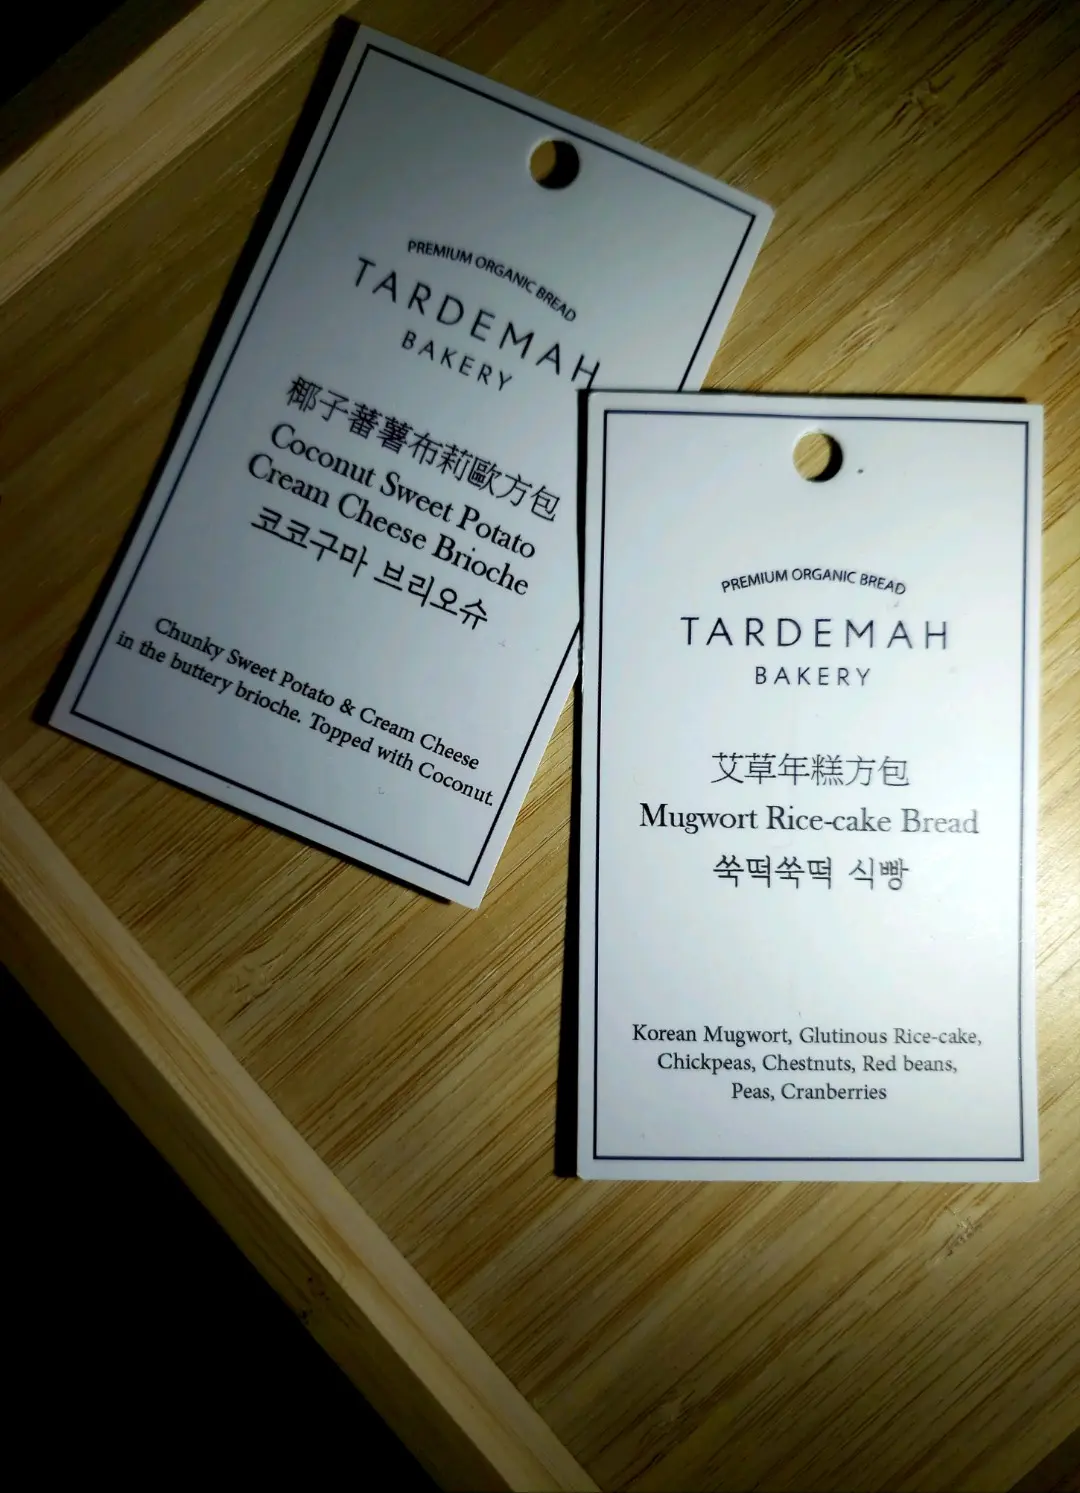 PREMIUM ORGANIC BREAD
TARDEMAH
BAKERY
椰子蕃薯布莉歐方包
Coconut Sweet Potato
Cream Cheese Brioche
코코구마 브리오슈
Chunky Sweet Potato & Cream Cheese
in the buttery brioche. Topped with Coconut.
PREMIUM ORGANIC BREAD
TARDEMAH
BAKERY
艾草年糕方包
Mugwort Rice-cake Bread
쑥떡쑥떡 식빵
Korean Mugwort, Glutinous Rice-cake,
Chickpeas, Chestnuts, Red beans,
Peas, Cranberries